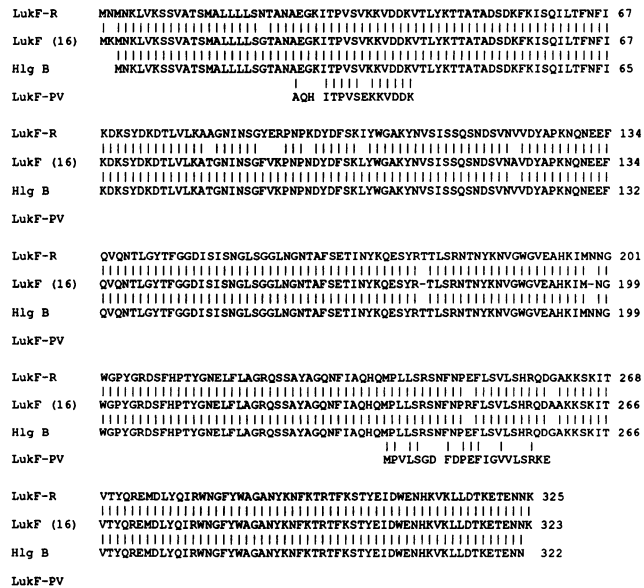 LukF-R MNMNKLVKSSVATSMALLLLSNTANAEGKITPVSVKKVDDKVTLYKTTATADSDKFKISQILTFNFI 67
LukF (16) MKMNKLVKSSVATSMALLLLSGTANAEGKITPVSVKKVDDKVTLYKTTATADSDKFKISQILTFNFI 67
Hlg B MNKLVKSSVATSMALLLLSGTANAEGKITPVSVKKVDDKVTLYKTTATADSDKFKISQILTFNFI 65
LukF-PV AQH ITPVSEKKVDDK
LukF-R KDKSYDKDTLVLKAAGNINSGYERPNPKDYDFSKIYWGAKYNVSISSQSNDSVNVVDYAPKNQNEEF 134
LukF (16) KDKSYDKDTLVLKATGNINSGFVKPNPNDYDFSKLYWGAKYNVSISSQSNDSVNAVDYAPKNQNEEF 134
Hlg B KDKSYDKDTLVLKATGNINSGFVKPNPNDYDFSKLYWGAKYNVSISSQSNDSVNVVDYAPKNQNEEF 132
LukF-PV
LukF-R QVQNTLGYTFGGDISISNGLSGGLNGNTAFSETINYKQESYRTTLSRNTNYKNVGWGVEAHKIMNNG 201
LukF (16) QVQNTLGYTFGGDISISNGLSGGLNGNTAFSETINYKQESYR-TLSRNTNYKNVGWGVEAHKIM-NG 199
Hlg B QVQNTLGYTFGGDISISNGLSGGLNGNTAFSETINYKQESYRTTLSRNTNYKNVGWGVEAHKIMNNG 199
LukF-PV
LukF-R WGPYGRDSFHPTYGNELFLAGRQSSAYAGQNFIAQHQMPLLSRSNFNPEFLSVLSHRQDGAKKSKIT 268
LukF (16) WGPYGRDSFHPTYGNELFLAGRQSSAYAGQNFIAQHQMPLLSRSNFNPRFLSVLSHRQDAAKKSKIT 266
Hlg B WGPYGRDSFHPTYGNELFLAGRQSSAYAGQNFIAQHQMPLLSRSNFNPEFLSVLSHRQDGAKKSKIT 266
LukF-PV MPVLSGD FDPEFIGVVLSRKE
LukF-R VTYQREMDLYQIRWNGFYWAGANYKNFKTRTFKSTYEIDWENHKVKLLDTKETENNK 325
LukF (16) VTYQREMDLYQIRWNGFYWAGANYKNFKTRTFKSTYEIDWENHKVKLLDTKETENNK 323
Hlg B VTYQREMDLYQIRWNGFYWAGANYKNFKTRTFKSTYEIDWENHKVKLLDTKETENN 322
LukF-PV